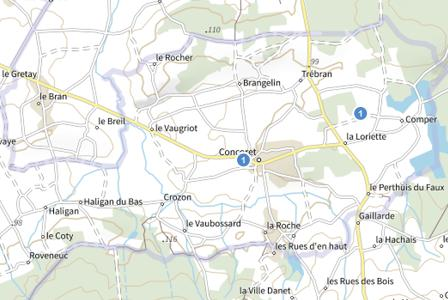 .110
le Rocher
99
le Gretay
Trébran
Brangelin
le Bran
1
Comper
le Breil
le Vaugriot
la Loriette
Concoret
1
le Perthuis du Faux
Crozon
Haligan du Bas
Haligan
.98
Gaillarde
le Vaubossard
la Roche
le Coty
.116
la Hachais
les Rues d'en haut
Roveneuc
les Rues des Bois
la Ville Danet